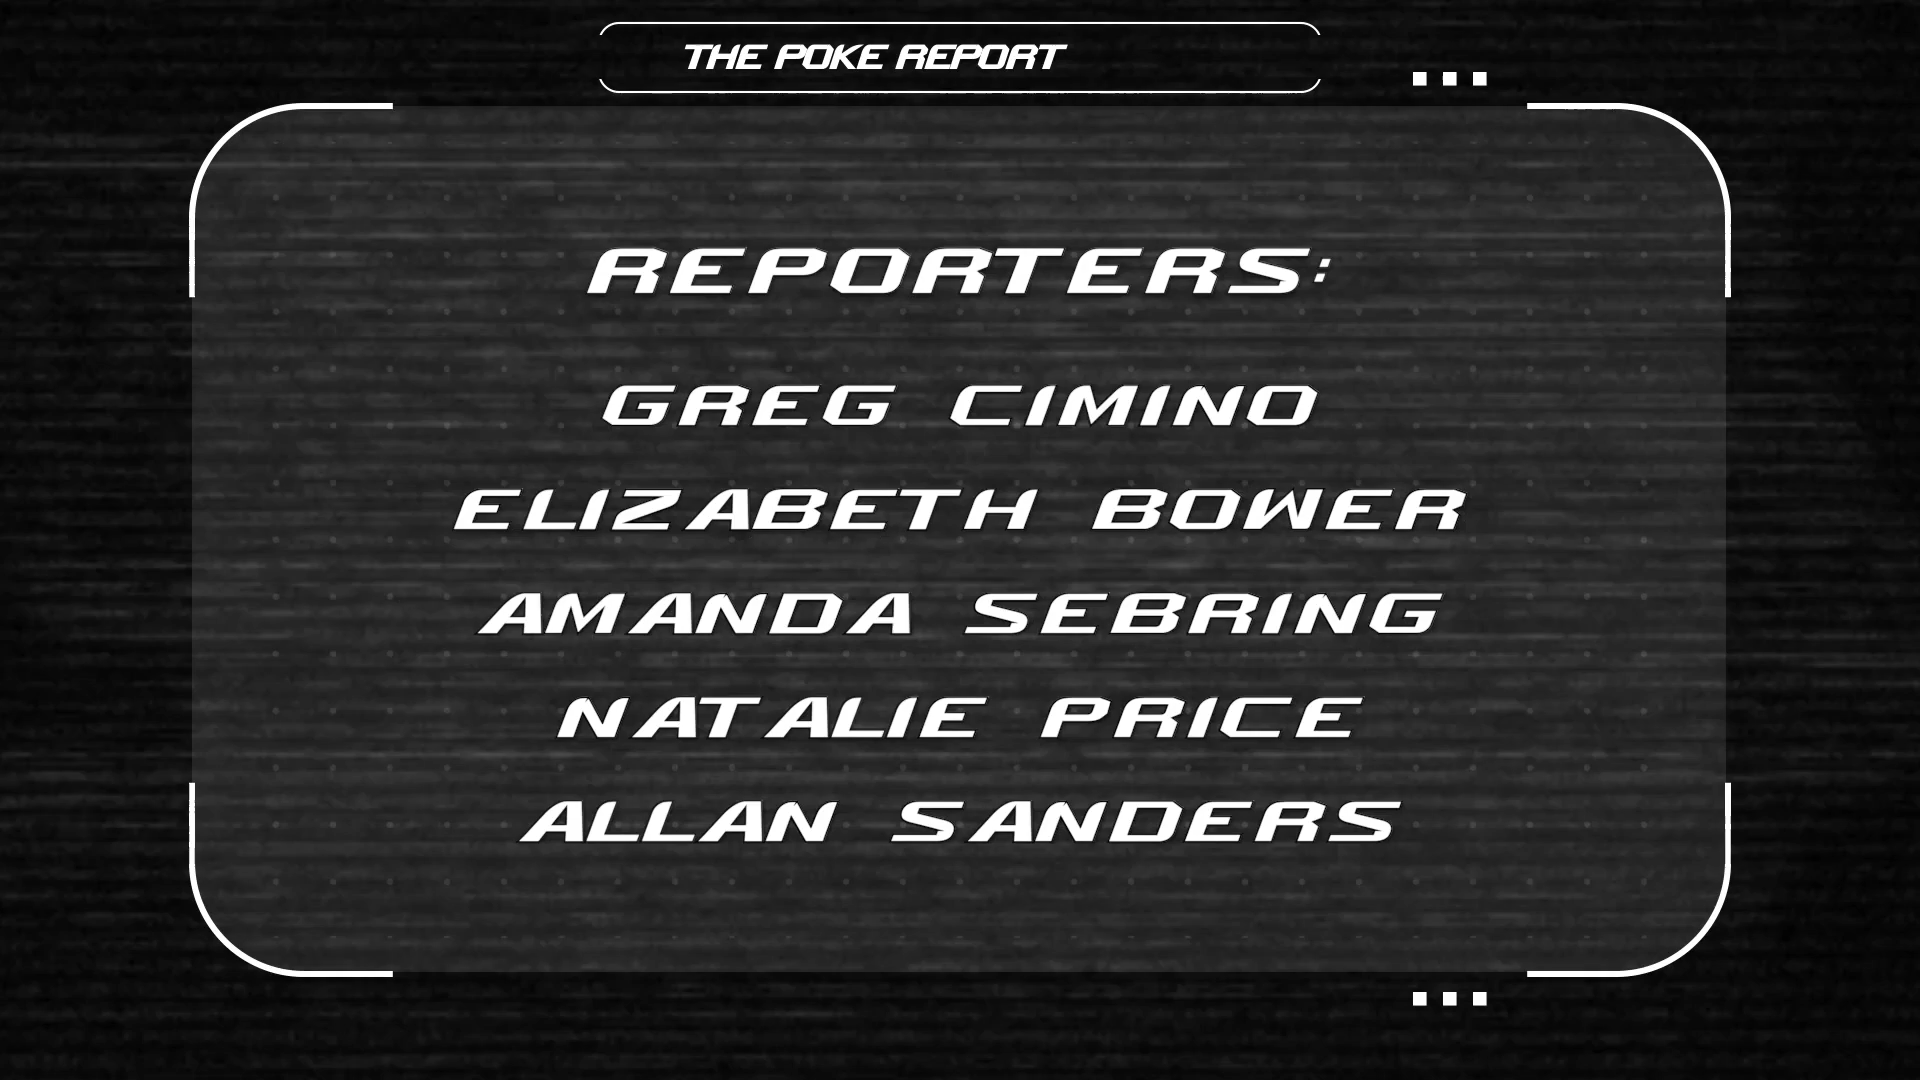 THE POKE REPORT
REPORTERS:
GREG CIMINO
ELIZABETH BOWER
AMANDA SEBRING
NATALIE PRICE
ALLAN SANDERS